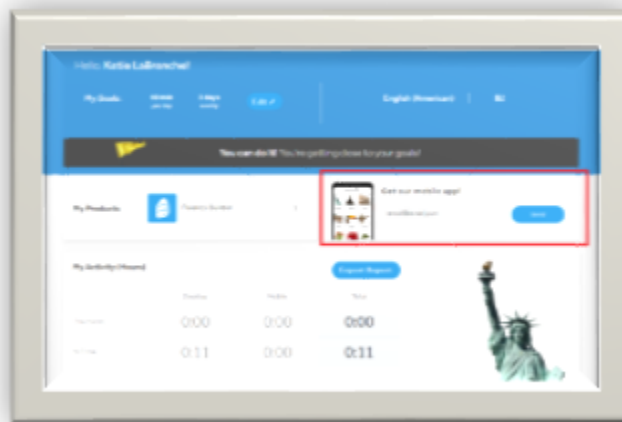 Hello Katie LaBranche!
My Goals
Edit
English (American)
You can do it! You're getting close to your goals!
My Products
Get our mobile app!
My Activity (Hours)
Export Report
Mobile
Total
0:00 0:00 0:00
0:11 0:00 0:11